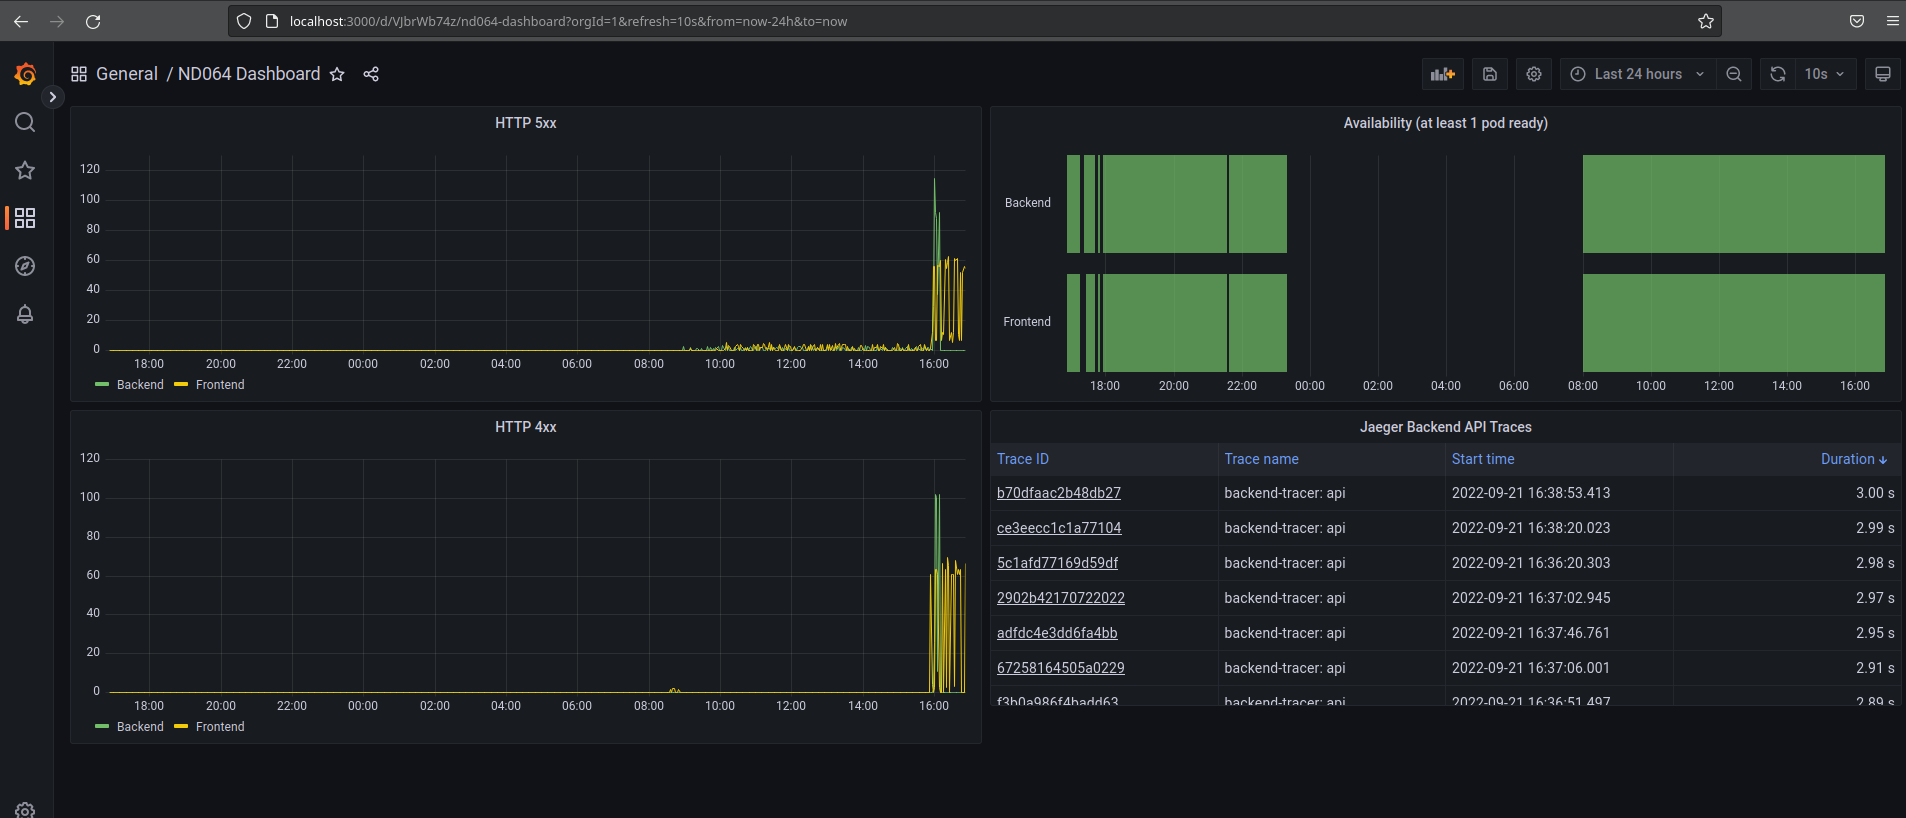 localhost:3000/d/VJbrWb74z/nd064-dashboard?orgId=1&refresh=10s&from=now-24h&to=now
General / ND064 Dashboard
Last 24 hours
10s
HTTP 5xx
120
100
80
60
40
20
0
18:00 20:00 22:00 00:00 02:00 04:00 06:00 08:00 10:00 12:00 14:00 16:00
Backend Frontend
Availability (at least 1 pod ready)
Backend
Frontend
18:00 20:00 22:00 00:00 02:00 04:00 06:00 08:00 10:00 12:00 14:00 16:00
HTTP 4xx
120
100
80
60
40
20
0
18:00 20:00 22:00 00:00 02:00 04:00 06:00 08:00 10:00 12:00 14:00 16:00
Backend Frontend
Jaeger Backend API Traces
Trace ID Trace name Start time Duration
b70dfaac2b48db27 backend-tracer: api 2022-09-21 16:38:53.413 3.00 s
ce3eecc1c1a77104 backend-tracer: api 2022-09-21 16:38:20.023 2.99 s
5c1afd77169d59df backend-tracer: api 2022-09-21 16:36:20.303 2.98 s
2902b42170722022 backend-tracer: api 2022-09-21 16:37:02.945 2.97 s
adfdc4e3dd6fa4bb backend-tracer: api 2022-09-21 16:37:46.761 2.95 s
67258164505a0229 backend-tracer: api 2022-09-21 16:37:06.001 2.91 s
f3b0a986f4badd63 backend-tracer: api 2022-09-21 16:36:51.497 2.89 s